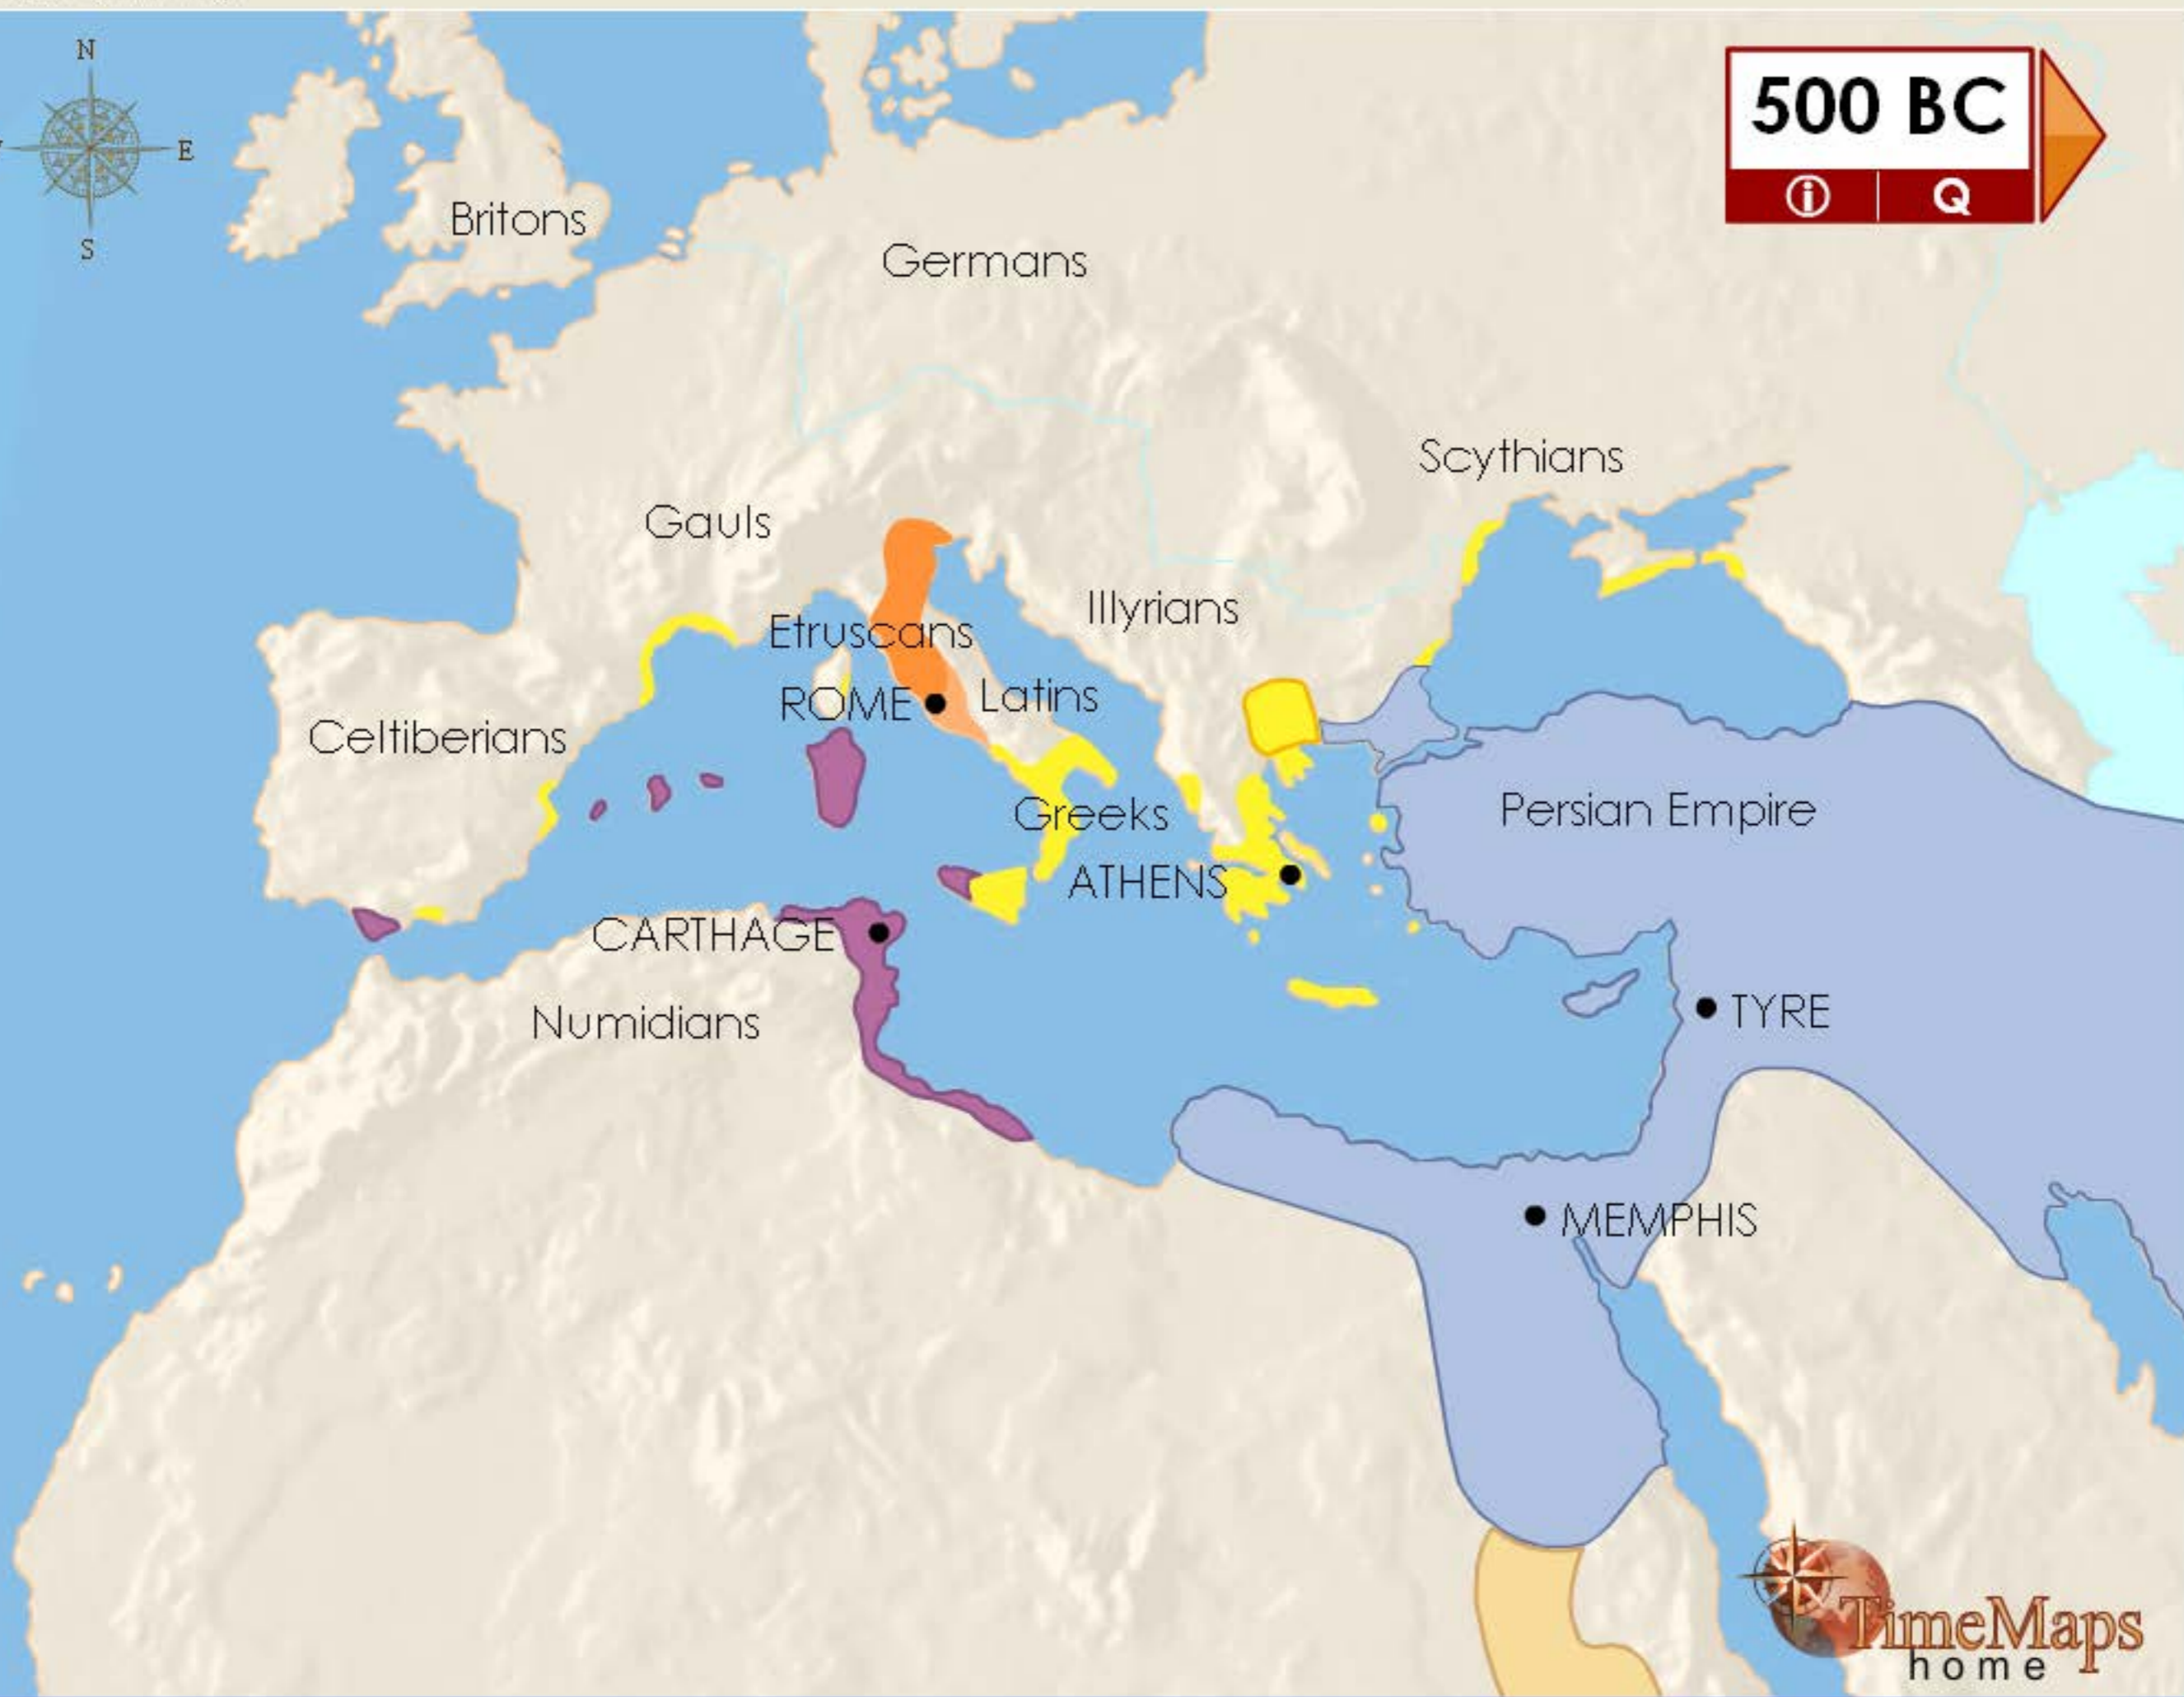 N
E
S
500 BC
i Q
Britons
Germans
Scythians
Gauls
Illyrians
Etruscans
ROME
Latins
Celtiberians
Persian Empire
Greeks
ATHENS
CARTHAGE
TYRE
Numidians
MEMPHIS
TimeMaps
home